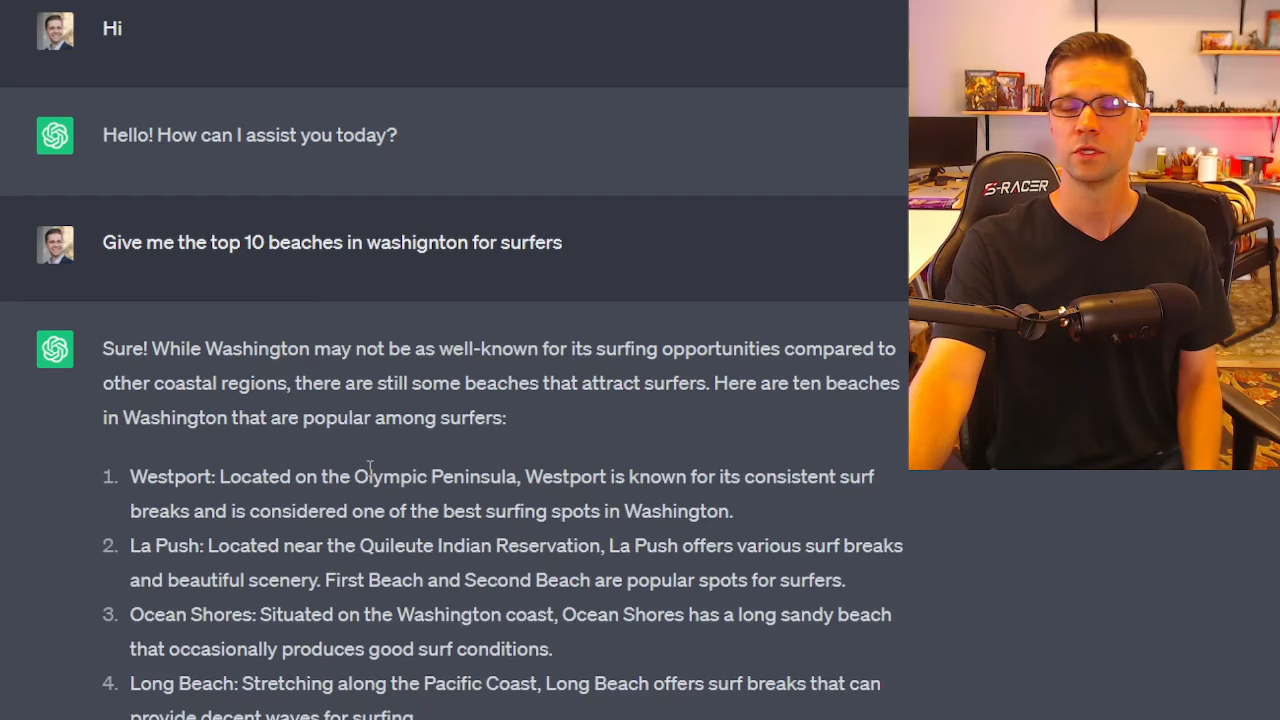 Hi
Hello! How can I assist you today?
Give me the top 10 beaches in washignton for surfers
Sure! While Washington may not be as well-known for its surfing opportunities compared to
other coastal regions, there are still some beaches that attract surfers. Here are ten beaches
in Washington that are popular among surfers:
1. Westport: Located on the Olympic Peninsula, Westport is known for its consistent surf
breaks and is considered one of the best surfing spots in Washington.
2. La Push: Located near the Quileute Indian Reservation, La Push offers various surf breaks
and beautiful scenery. First Beach and Second Beach are popular spots for surfers.
3. Ocean Shores: Situated on the Washington coast, Ocean Shores has a long sandy beach
that occasionally produces good surf conditions.
4. Long Beach: Stretching along the Pacific Coast, Long Beach offers surf breaks that can
provide decent waves for surfing.
S-RACER